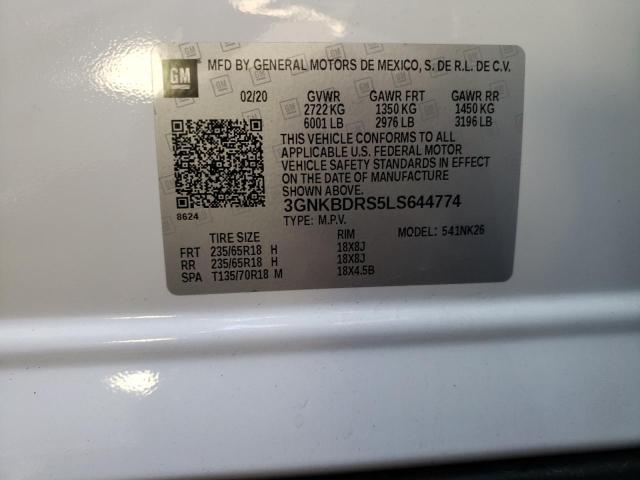 GM MFD BY GENERAL MOTORS DE MEXICO, S. DE R.L. DE C.V.
02/20 GVWR GAWR FRT GAWR RR
2722 KG 1350 KG 1450 KG
6001 LB 2976 LB 3196 LB
THIS VEHICLE CONFORMS TO ALL
APPLICABLE U.S. FEDERAL MOTOR
VEHICLE SAFETY STANDARDS IN EFFECT
ON THE DATE OF MANUFACTURE
SHOWN ABOVE.
8624
3GNKBDRS5LS644774
TYPE: M.P.V. MODEL: 541NK26
TIRE SIZE RIM
FRT 235/65R18 H 18X8J
RR 235/65R18 H 18X8J
SPA T135/70R18 M 18X4.5B